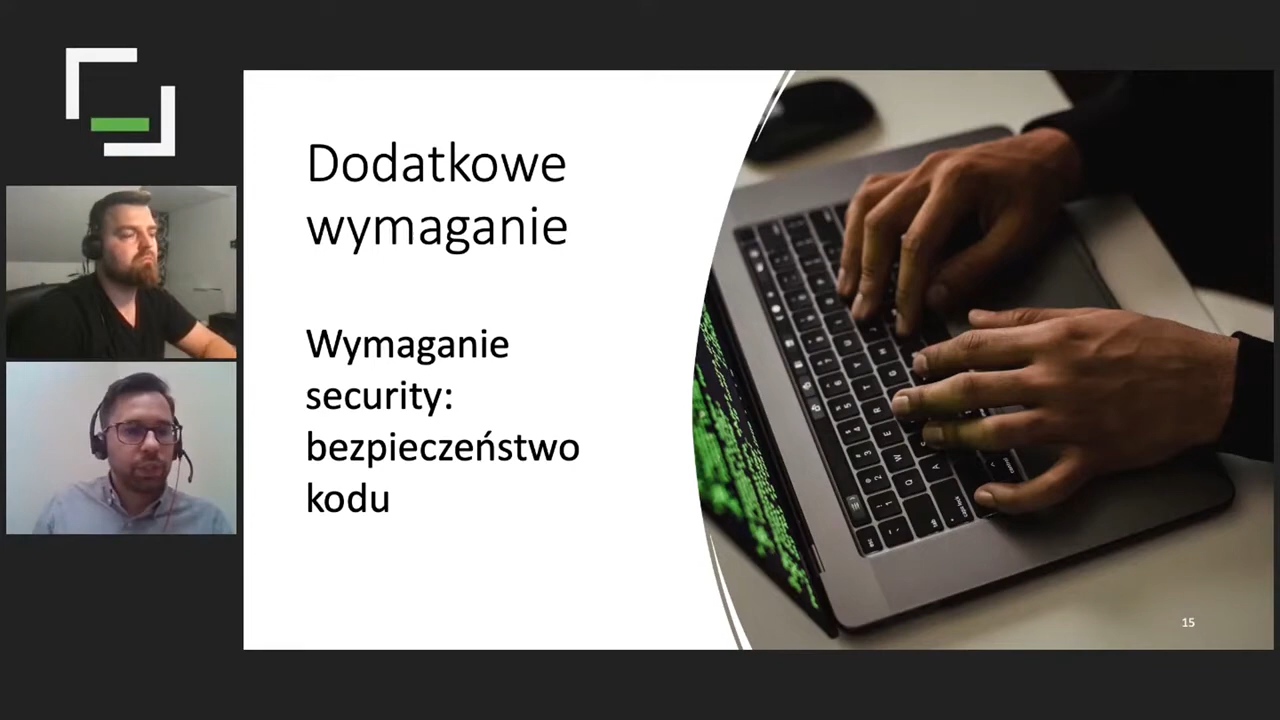 Dodatkowe
wymaganie
Wymaganie
security:
bezpieczeństwo
kodu
15